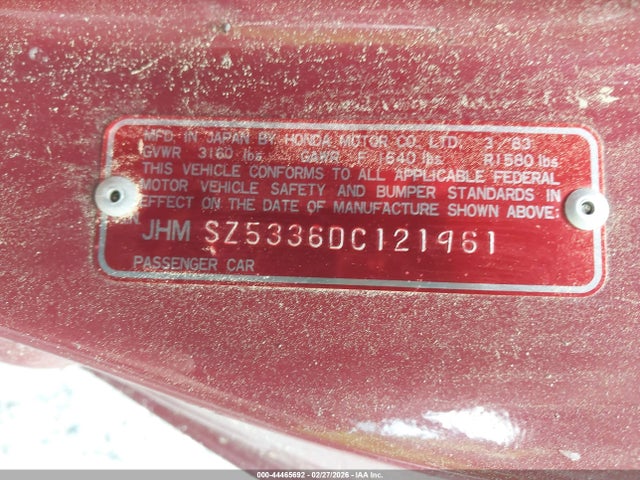 MFD IN JAPAN BY HONDA MOTOR CO. LTD. 3/83
GVWR 3160 lbs. GAWR F 1640 lbs. R1580 lbs
THIS VEHICLE CONFORMS TO ALL APPLICABLE FEDERAL
MOTOR VEHICLE SAFETY AND BUMPER STANDARDS IN
EFFECT ON THE DATE OF MANUFACTURE SHOWN ABOVE:
JHM SZ5336DC121961
PASSENGER CAR
000-44465692 - 02/27/2026 - IAA Inc.